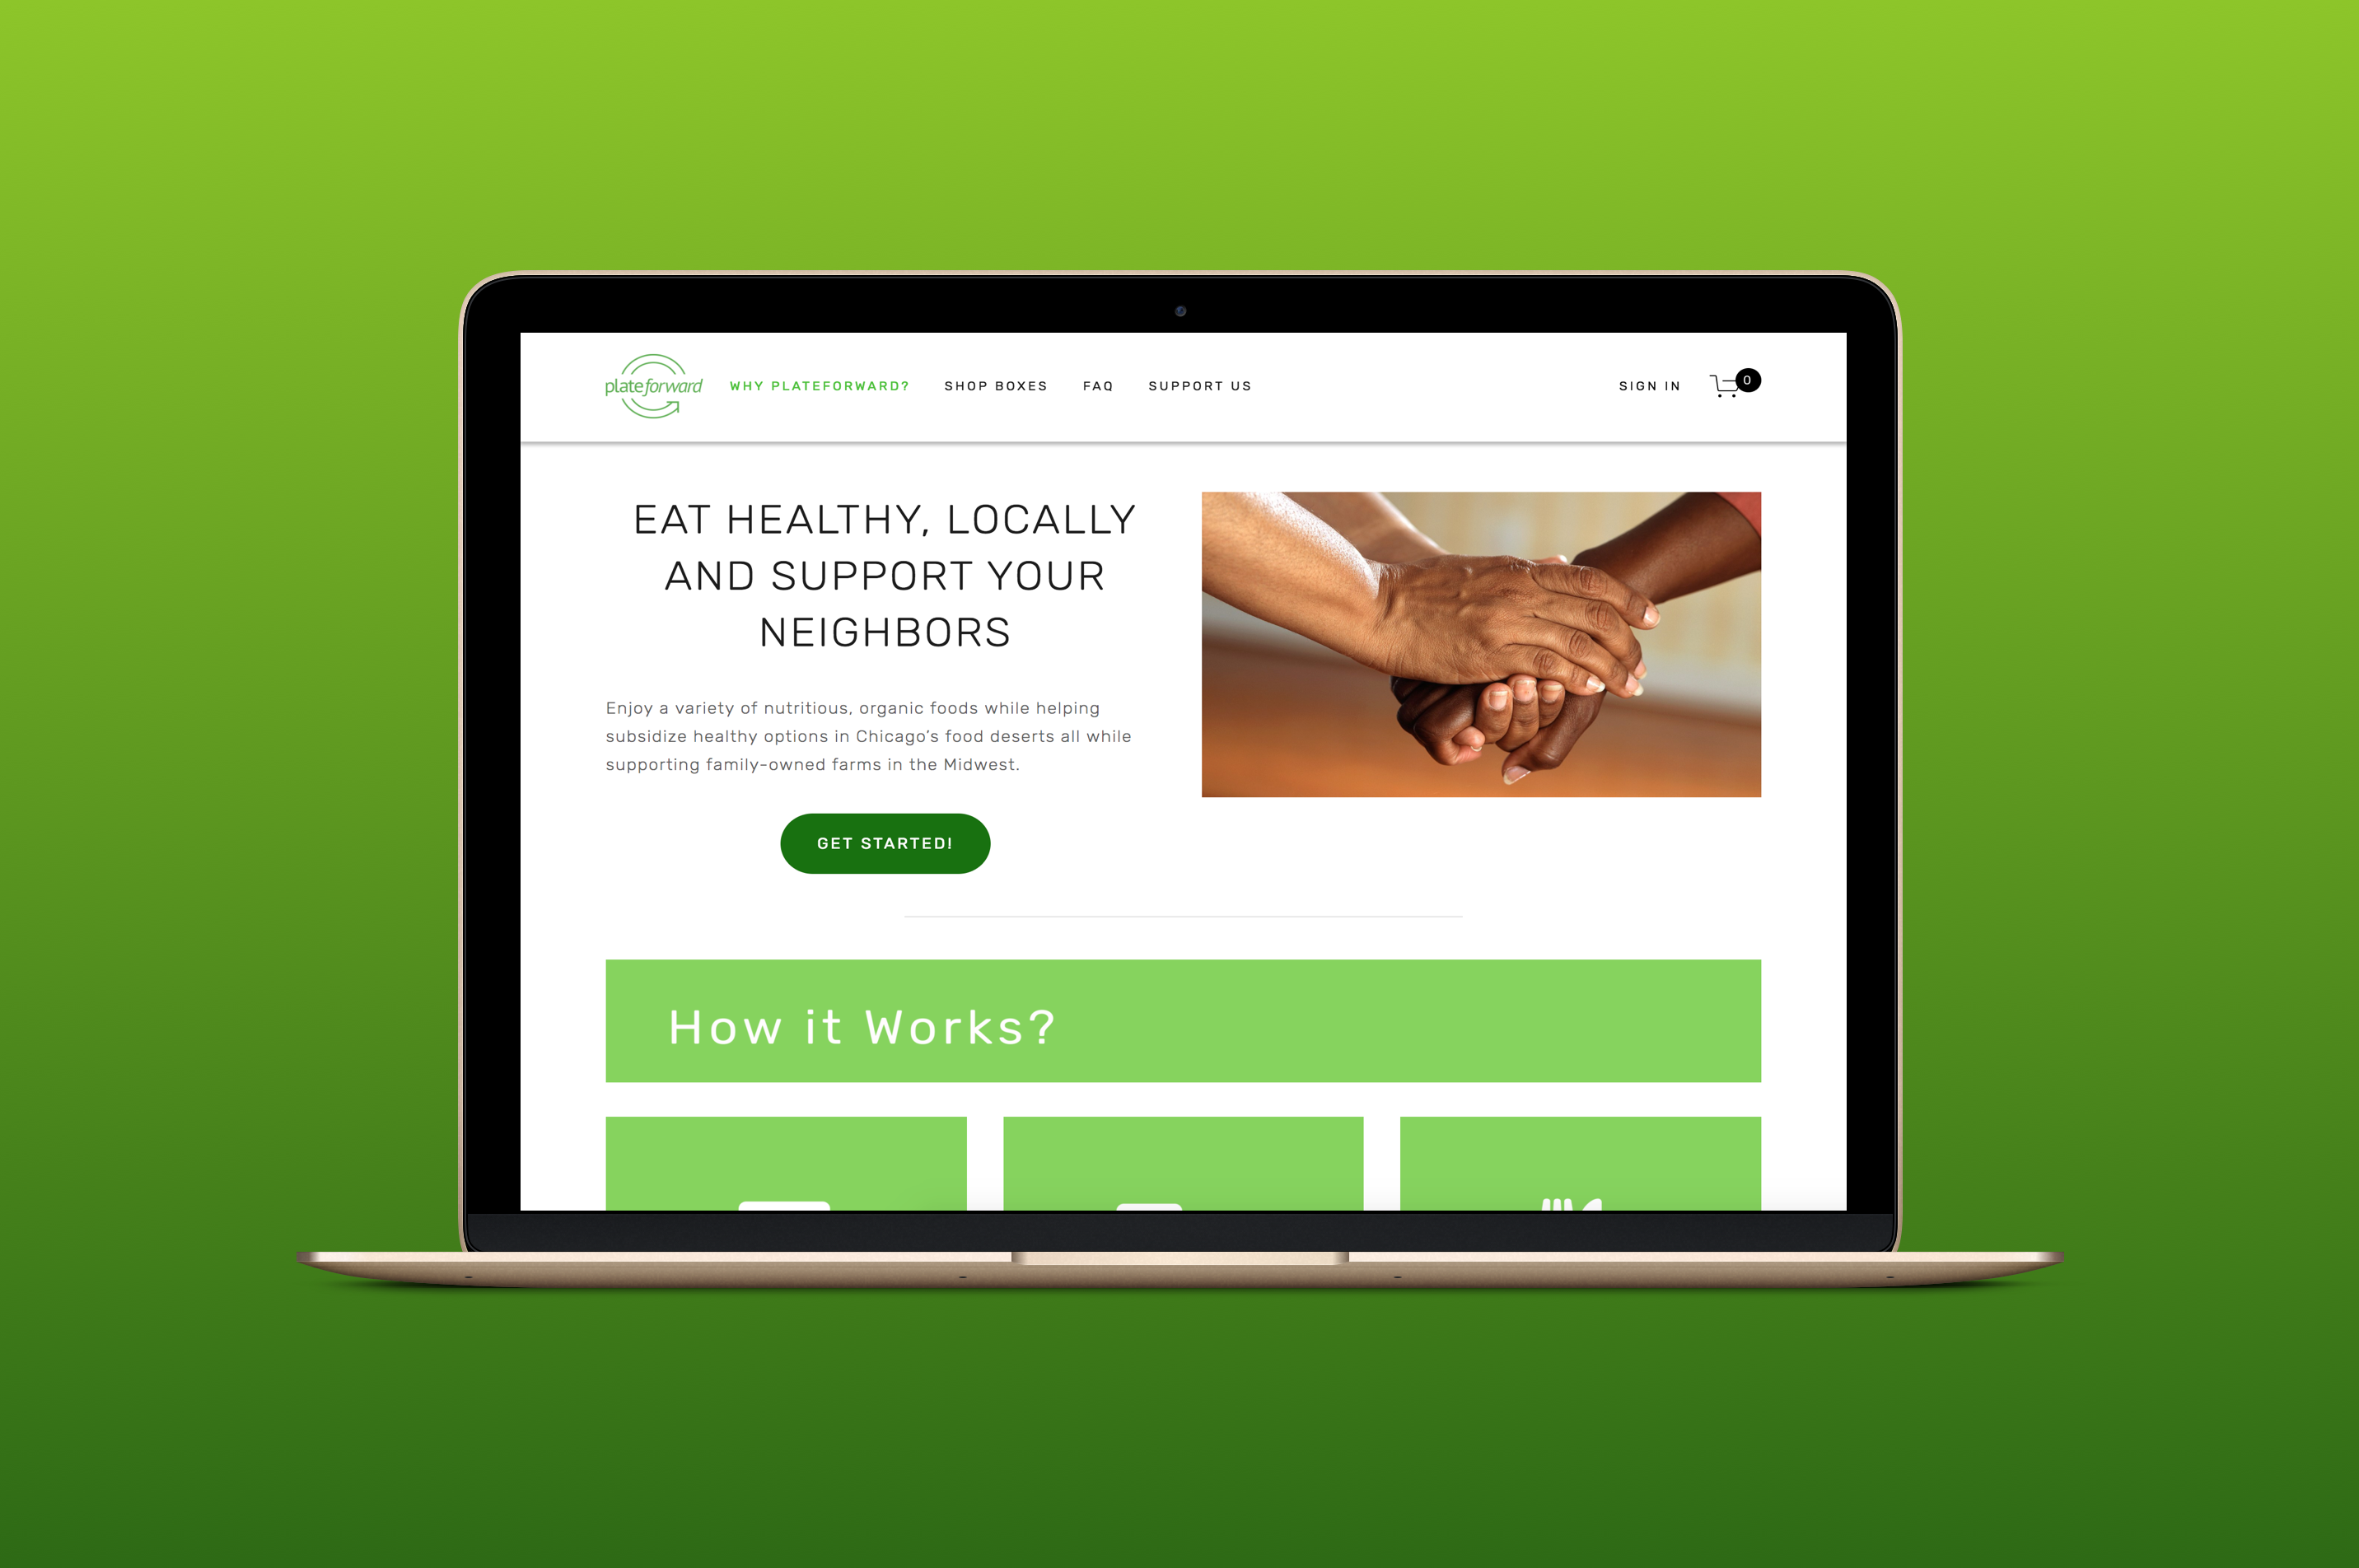 plateforward
WHY PLATEFORWARD?
SHOP BOXES
FAQ
SUPPORT US
SIGN IN
0
EAT HEALTHY, LOCALLY
AND SUPPORT YOUR
NEIGHBORS
Enjoy a variety of nutritious, organic foods while helping
subsidize healthy options in Chicago’s food deserts all while
supporting family-owned farms in the Midwest.
GET STARTED!
How it Works?